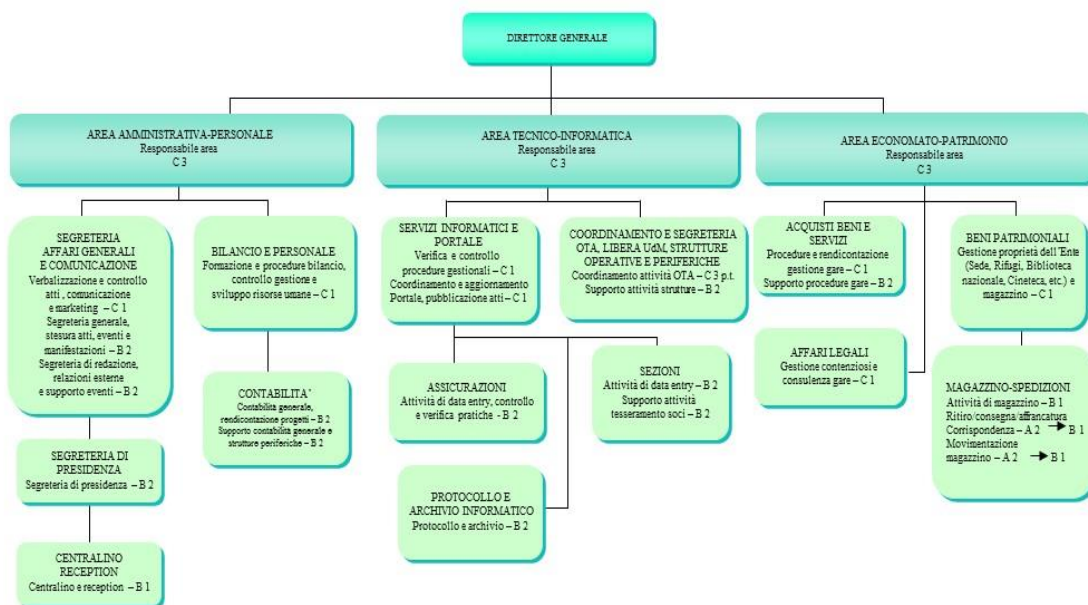 DIRETTORE GENERALE
AREA AMMINISTRATIVA-PERSONALE
Responsabile area
C 3
AREA TECNICO-INFORMATICA
Responsabile area
C 3
AREA ECONOMATO-PATRIMONIO
Responsabile area
C 3
SEGRETERIA
AFFARI GENERALI
E COMUNICAZIONE
Verbalizzazione e controllo
atti , comunicazione
e marketing – C 1
Segreteria generale,
stesura atti, eventi e
manifestazioni – B 2
Segreteria di redazione,
relazioni esterne
e supporto eventi – B 2
BILANCIO E PERSONALE
Formazione e procedure bilancio,
controllo gestione e
sviluppo risorse umane – C 1
SERVIZI INFORMATICI E
PORTALE
Verifica e controllo
procedure gestionali – C 1
Coordinamento e aggiornamento
Portale, pubblicazione atti – C 1
COORDINAMENTO E SEGRETERIA
OTA, LIBERA UdM, STRUTTURE
OPERATIVE E PERIFERICHE
Coordinamento attività OTA – C 3 p.t.
Supporto attività strutture – B 2
ACQUISTI BENI E
SERVIZI
Procedure e rendicontazione
gestione gare – C 1
Supporto procedure gare – B 2
BENI PATRIMONIALI
Gestione proprietà dell'Ente
(Sede, Rifugi, Biblioteca
nazionale, Cineteca, etc.) e
magazzino – C 1
CONTABILITA'
Contabilità generale,
rendicontazione progetti – B 2
Supporto contabilità generale e
strutture periferiche – B 2
ASSICURAZIONI
Attività di data entry, controllo
e verifica pratiche - B 2
SEZIONI
Attività di data entry – B 2
Supporto attività
tesseramento soci – B 2
AFFARI LEGALI
Gestione contenziosi e
consulenza gare – C 1
MAGAZZINO-SPEDIZIONI
Attività di magazzino – B 1
Ritiro/consegna/affrancatura
Corrispondenza – A 2 → B 1
Movimentazione
magazzino – A 2 → B 1
SEGRETERIA DI
PRESIDENZA
Segreteria di presidenza – B 2
PROTOCOLLO E
ARCHIVIO INFORMATICO
Protocollo e archivio – B 2
CENTRALINO
RECEPTION
Centralino e reception – B 1